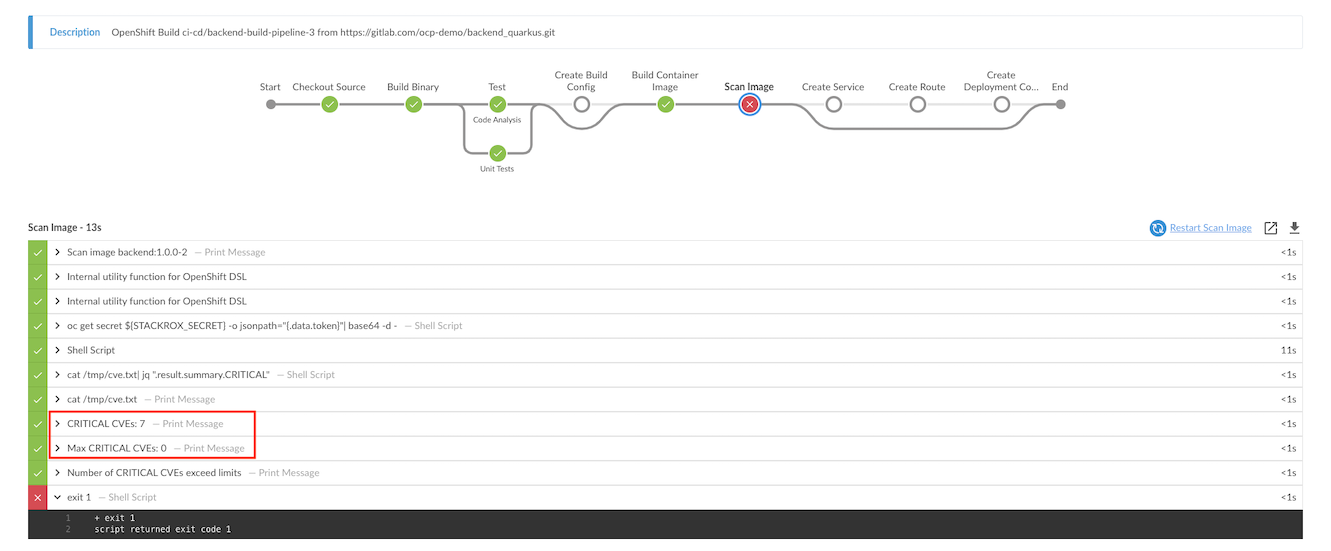 Description OpenShift Build ci-cd/backend-build-pipeline-3 from https://gitlab.com/ocp-demo/backend_quarkus.git
Start
Checkout Source
Build Binary
Test
Create Build
Config
Build Container
Image
Scan Image
Create Service
Create Route
Create
Deployment Co...
End
Code Analysis
Unit Tests
Scan Image - 13s
Restart Scan Image
Scan image backend:1.0.0-2 — Print Message <1s
Internal utility function for OpenShift DSL <1s
Internal utility function for OpenShift DSL <1s
oc get secret ${STACKROX_SECRET} -o jsonpath="{.data.token}"| base64 -d - — Shell Script <1s
Shell Script 11s
cat /tmp/cve.txt| jq ".result.summary.CRITICAL" — Shell Script <1s
cat /tmp/cve.txt — Print Message <1s
CRITICAL CVEs: 7 — Print Message <1s
Max CRITICAL CVEs: 0 — Print Message <1s
Number of CRITICAL CVEs exceed limits — Print Message <1s
exit 1 — Shell Script <1s
1 + exit 1
2 script returned exit code 1